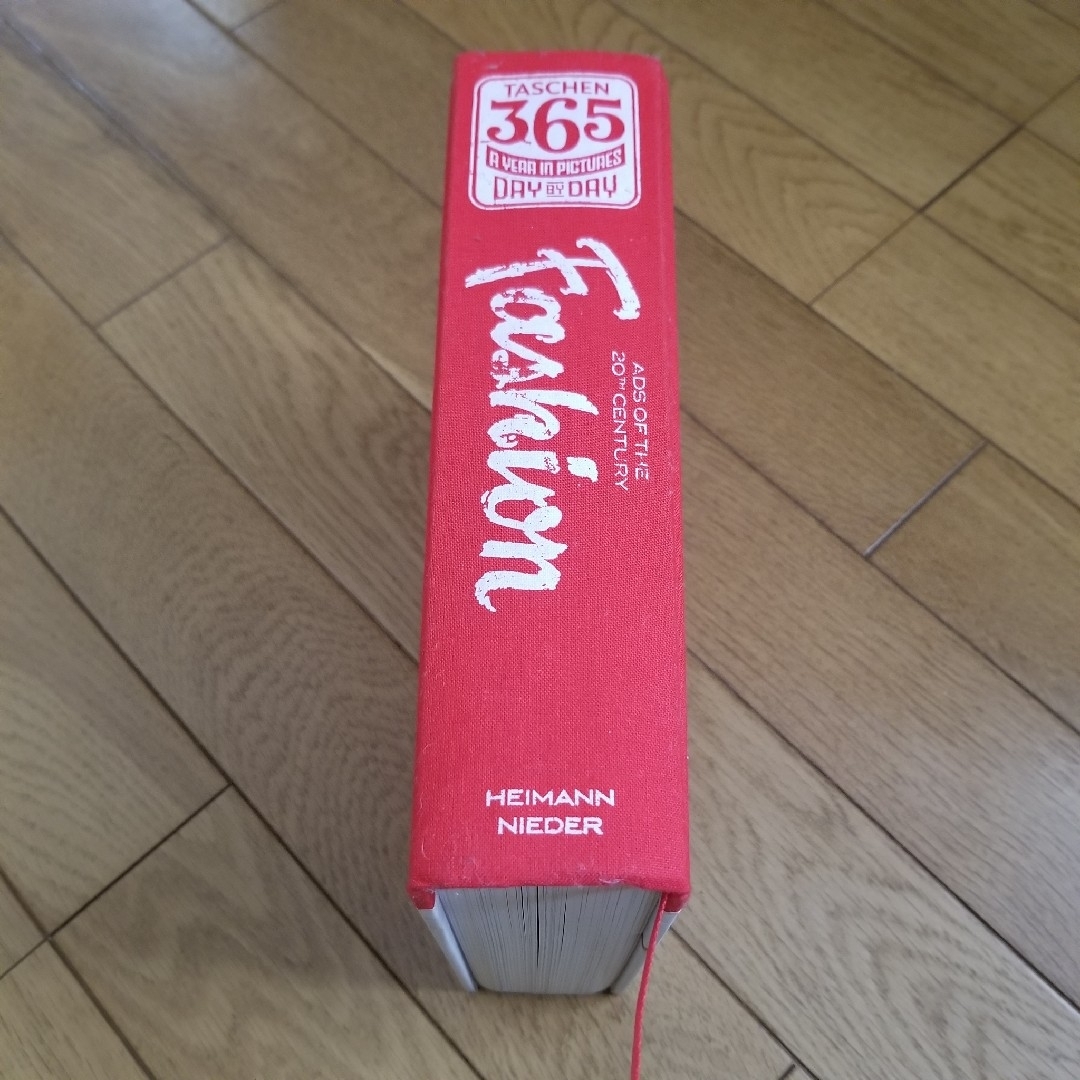 TASCHEN
365
A YEAR IN PICTURES
DAY BY DAY
Fashion
ADS OF THE
20TH CENTURY
HEIMANN
NIEDER